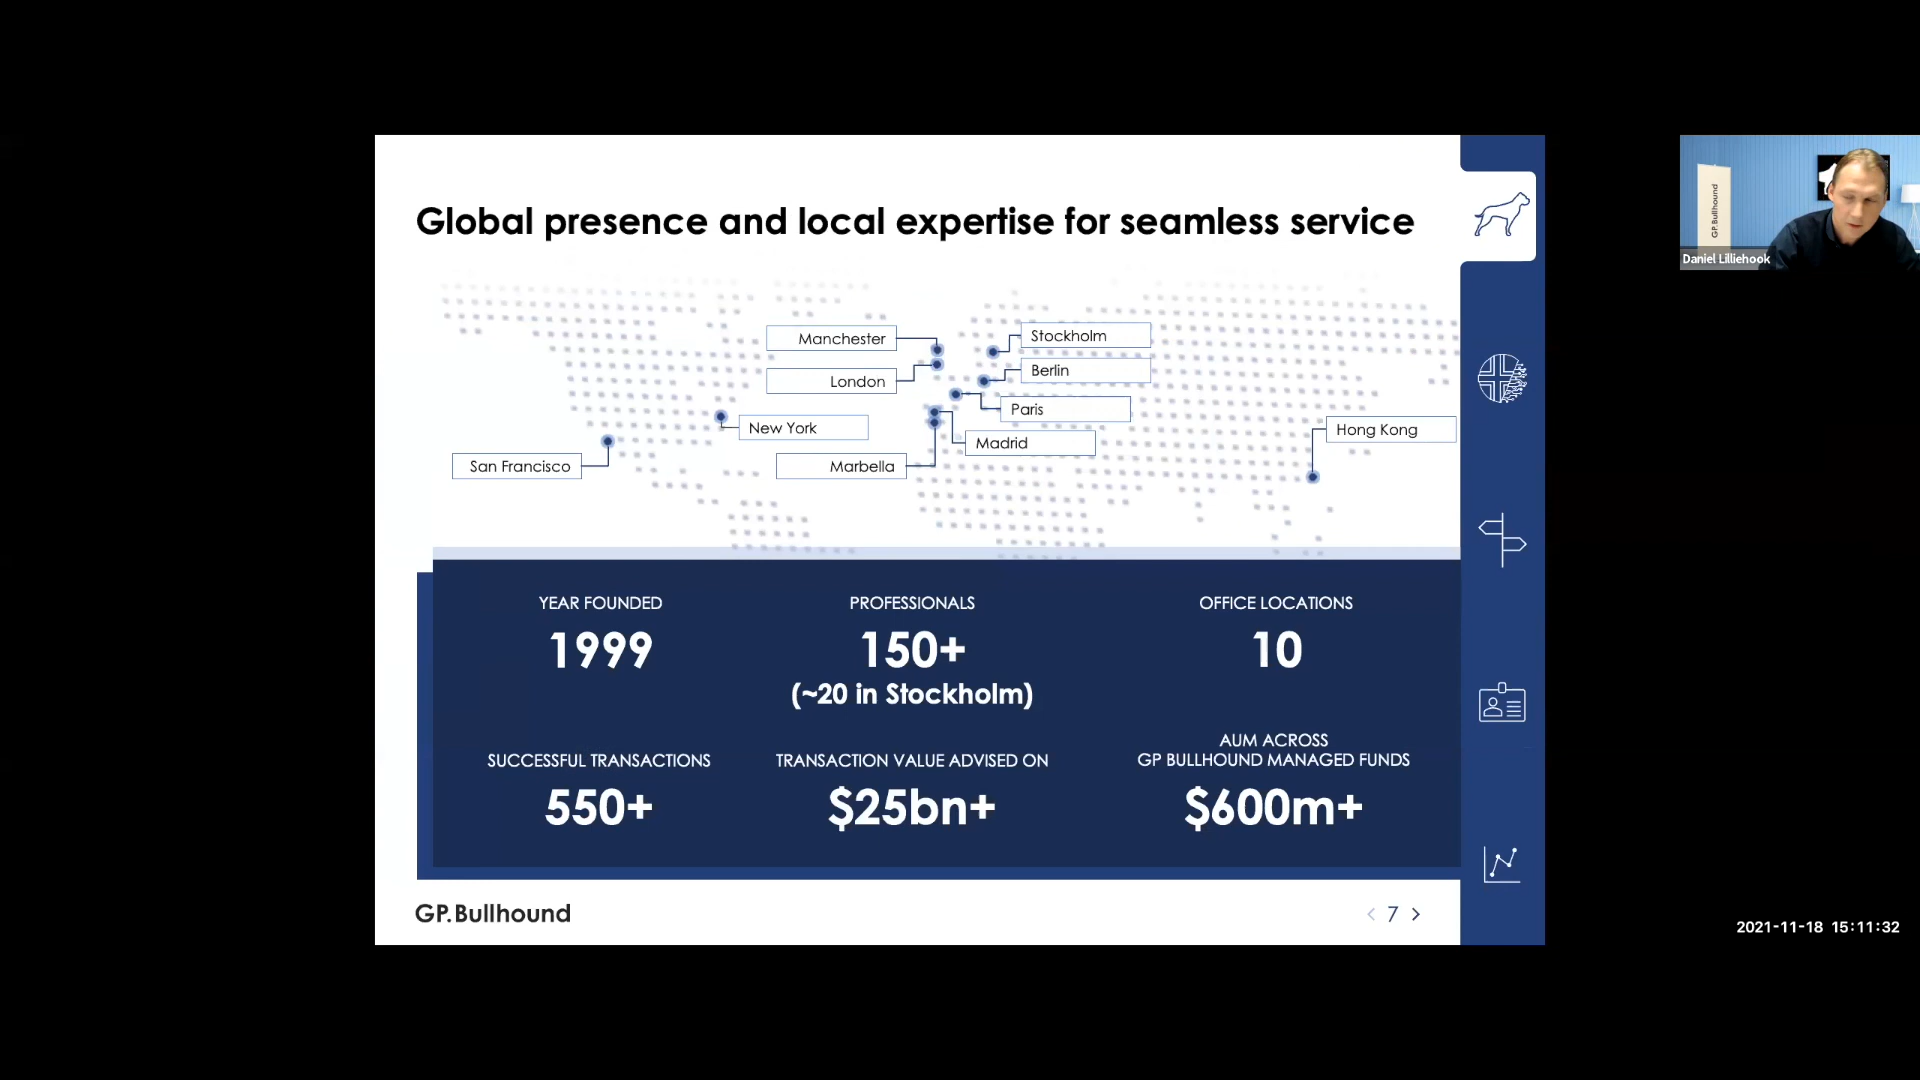 Global presence and local expertise for seamless service
Manchester
Stockholm
London
Berlin
Paris
New York
Hong Kong
Madrid
San Francisco
Marbella
YEAR FOUNDED
1999
PROFESSIONALS
150+
(~20 in Stockholm)
OFFICE LOCATIONS
10
SUCCESSFUL TRANSACTIONS
550+
TRANSACTION VALUE ADVISED ON
$25bn+
AUM ACROSS
GP BULLHOUND MANAGED FUNDS
$600m+
GP.Bullhound
< 7 >
GP.Bullhound
Daniel Lilliehook
2021-11-18 15:11:32